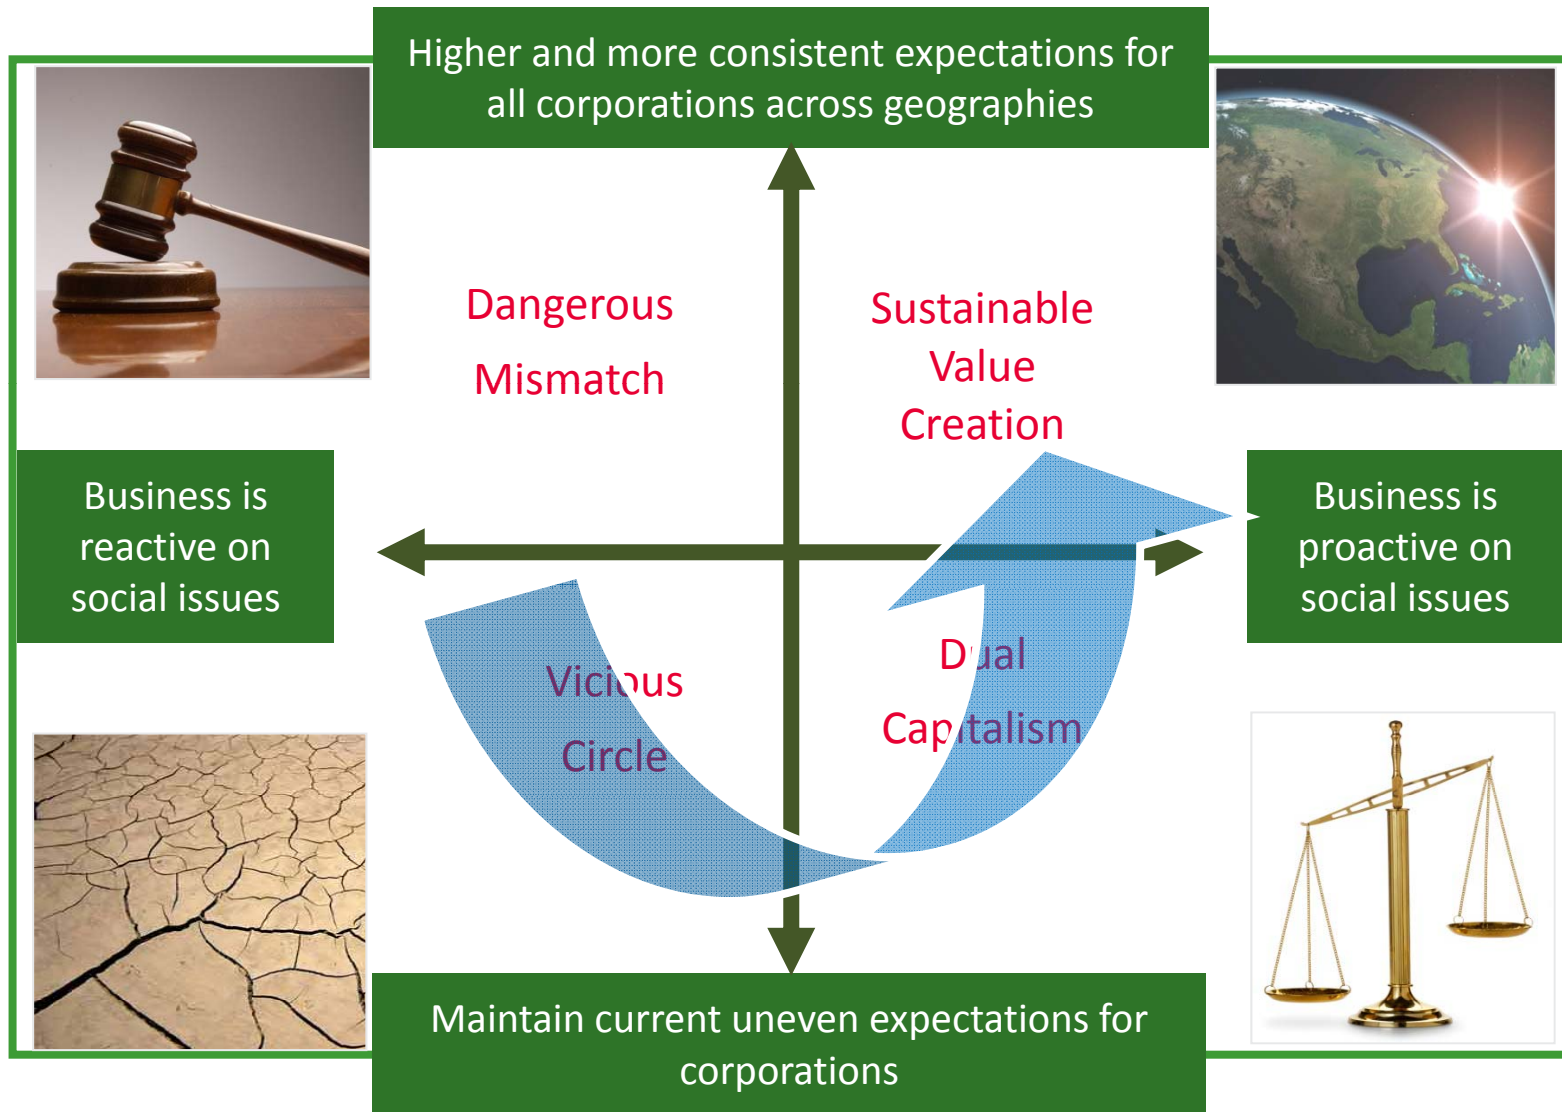 Higher and more consistent expectations for
all corporations across geographies
Dangerous
Mismatch
Sustainable
Value
Creation
Business is
reactive on
social issues
Business is
proactive on
social issues
Vicious
Circle
Dual
Capitalism
Maintain current uneven expectations for
corporations